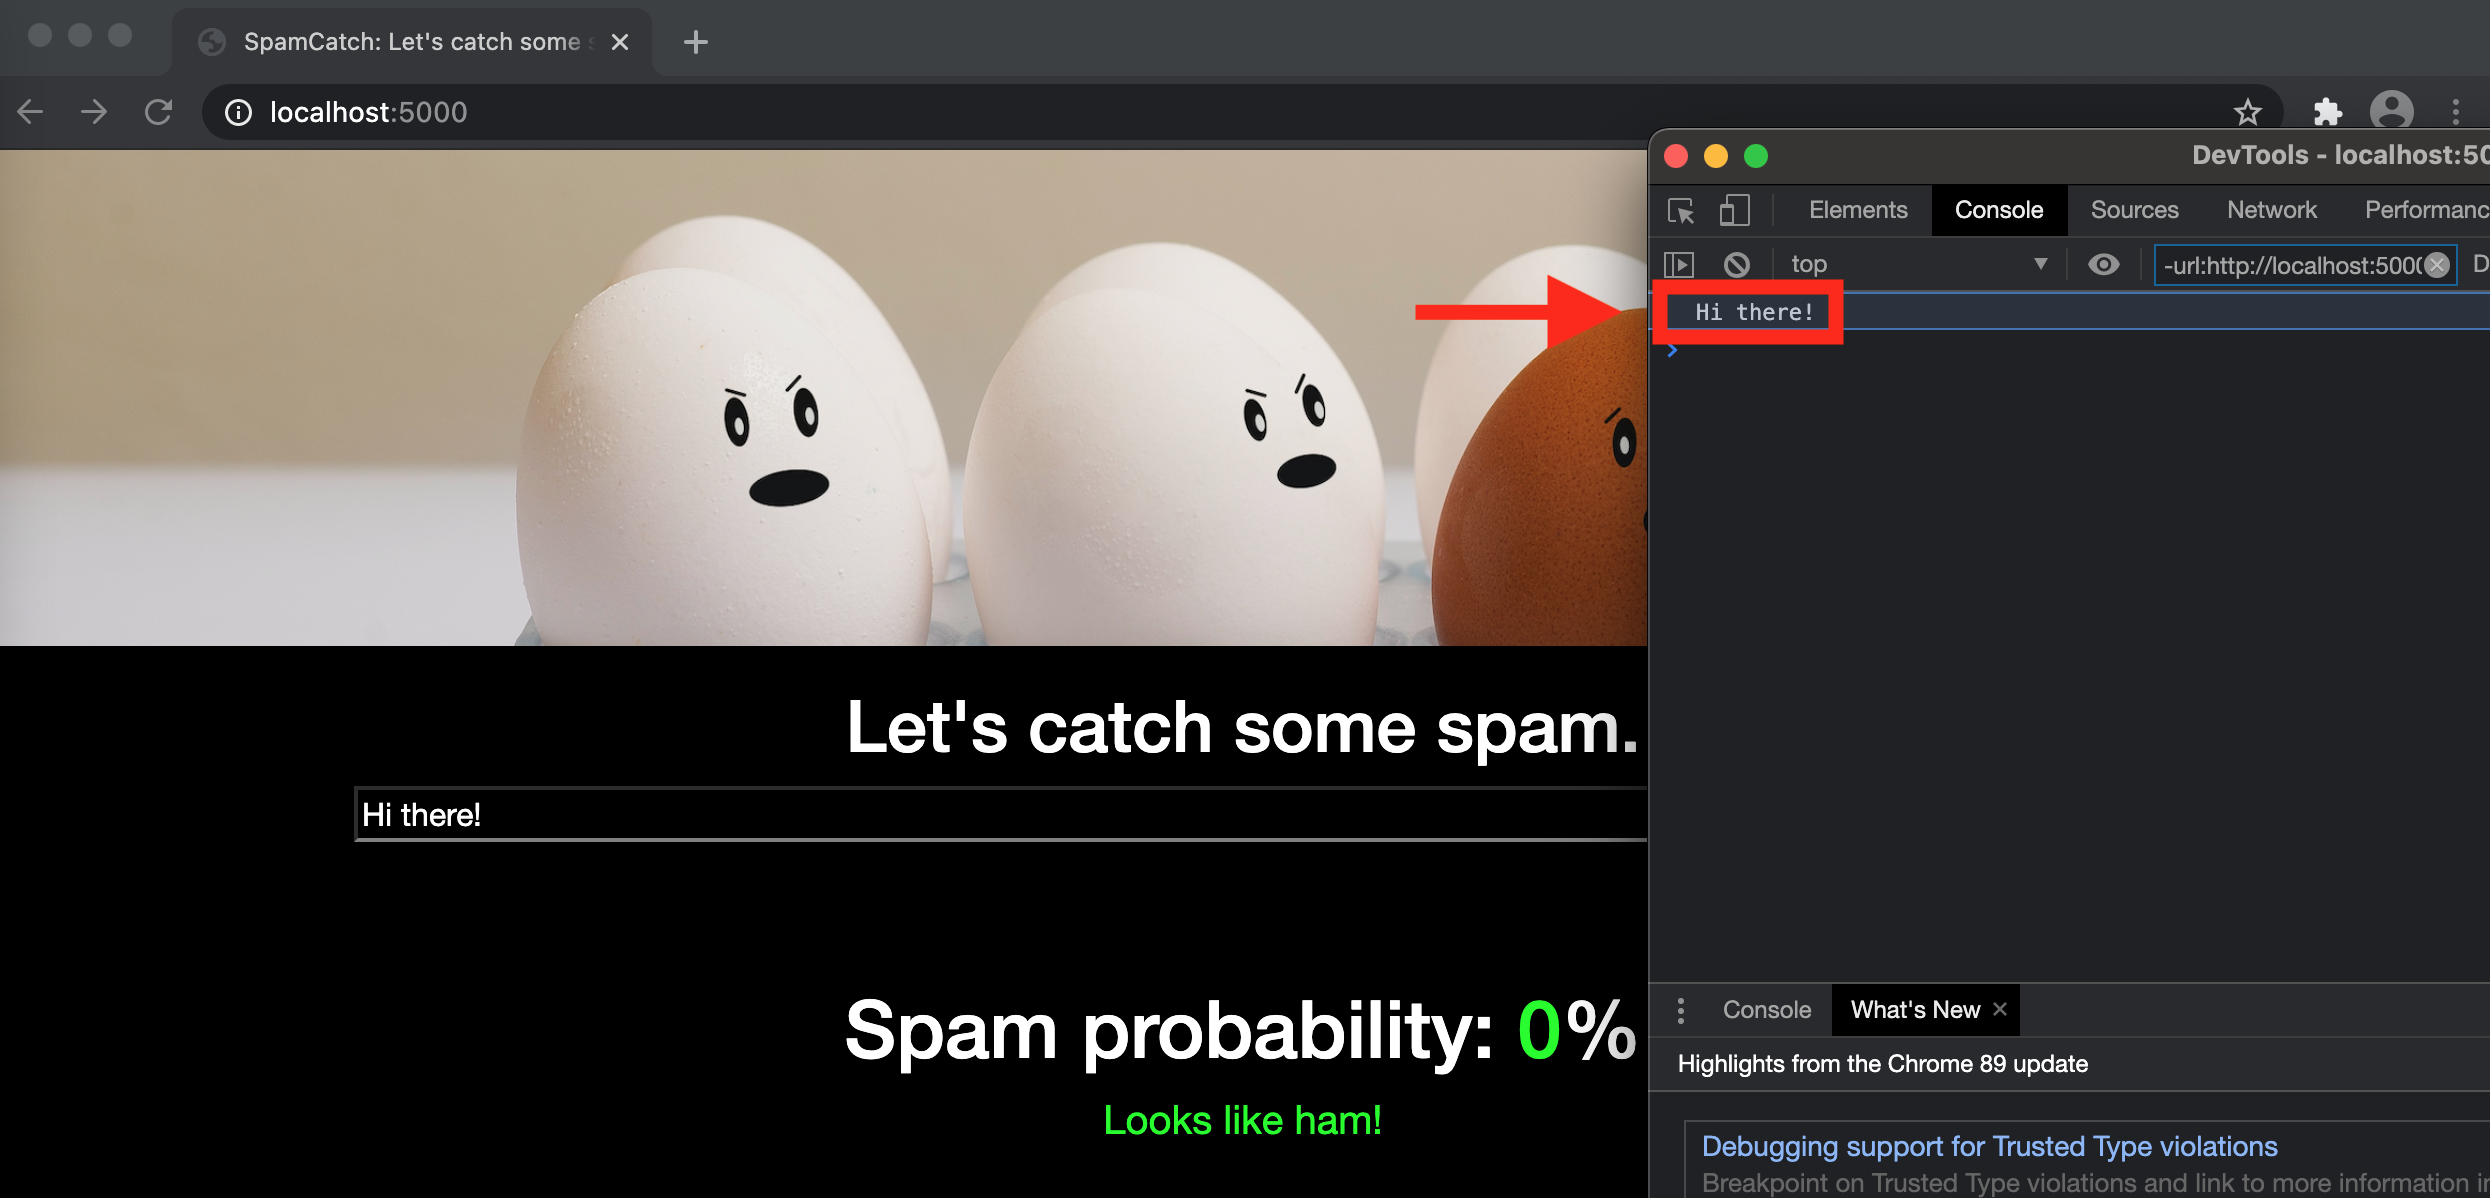 SpamCatch: Let's catch some
localhost:5000
DevTools - localhost:50
Elements Console Sources Network Performanc
top -url:http://localhost:500 D
Hi there!
Let's catch some spam.
Hi there!
Spam probability: 0%
Looks like ham!
Console What's New
Highlights from the Chrome 89 update
Debugging support for Trusted Type violations
Breakpoint on Trusted Type violations and link to more information i